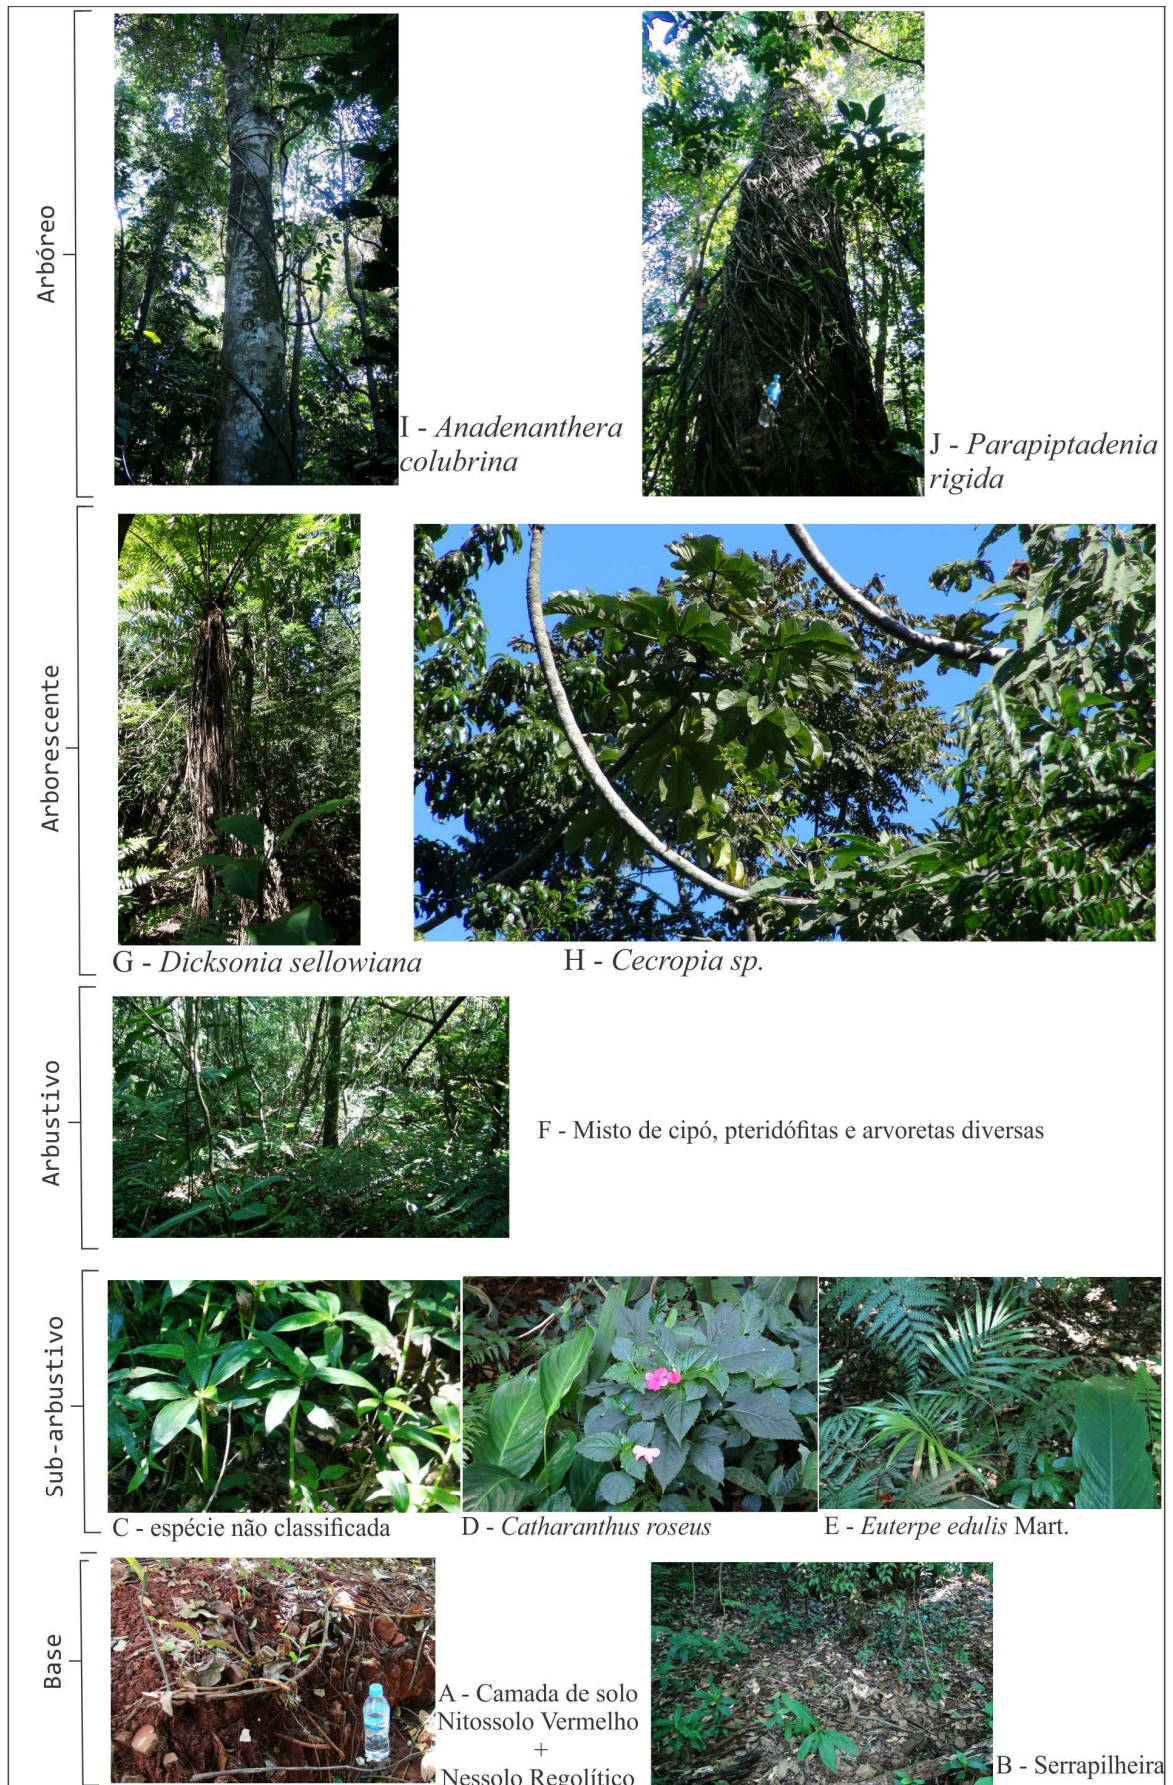 Arbóreo
I - Anadenanthera
colubrina
J - Parapiptadenia
rigida
Arborescente
G - Dicksonia sellowiana
H - Cecropia sp.
Arbustivo
F - Misto de cipó, pteridófitas e arvoretas diversas
Sub-arbustivo
C - espécie não classificada
D - Catharanthus roseus
E - Euterpe edulis Mart.
Base
A - Camada de solo
Nitossolo Vermelho
+
Nessolo Regolítico
B - Serrapilheira